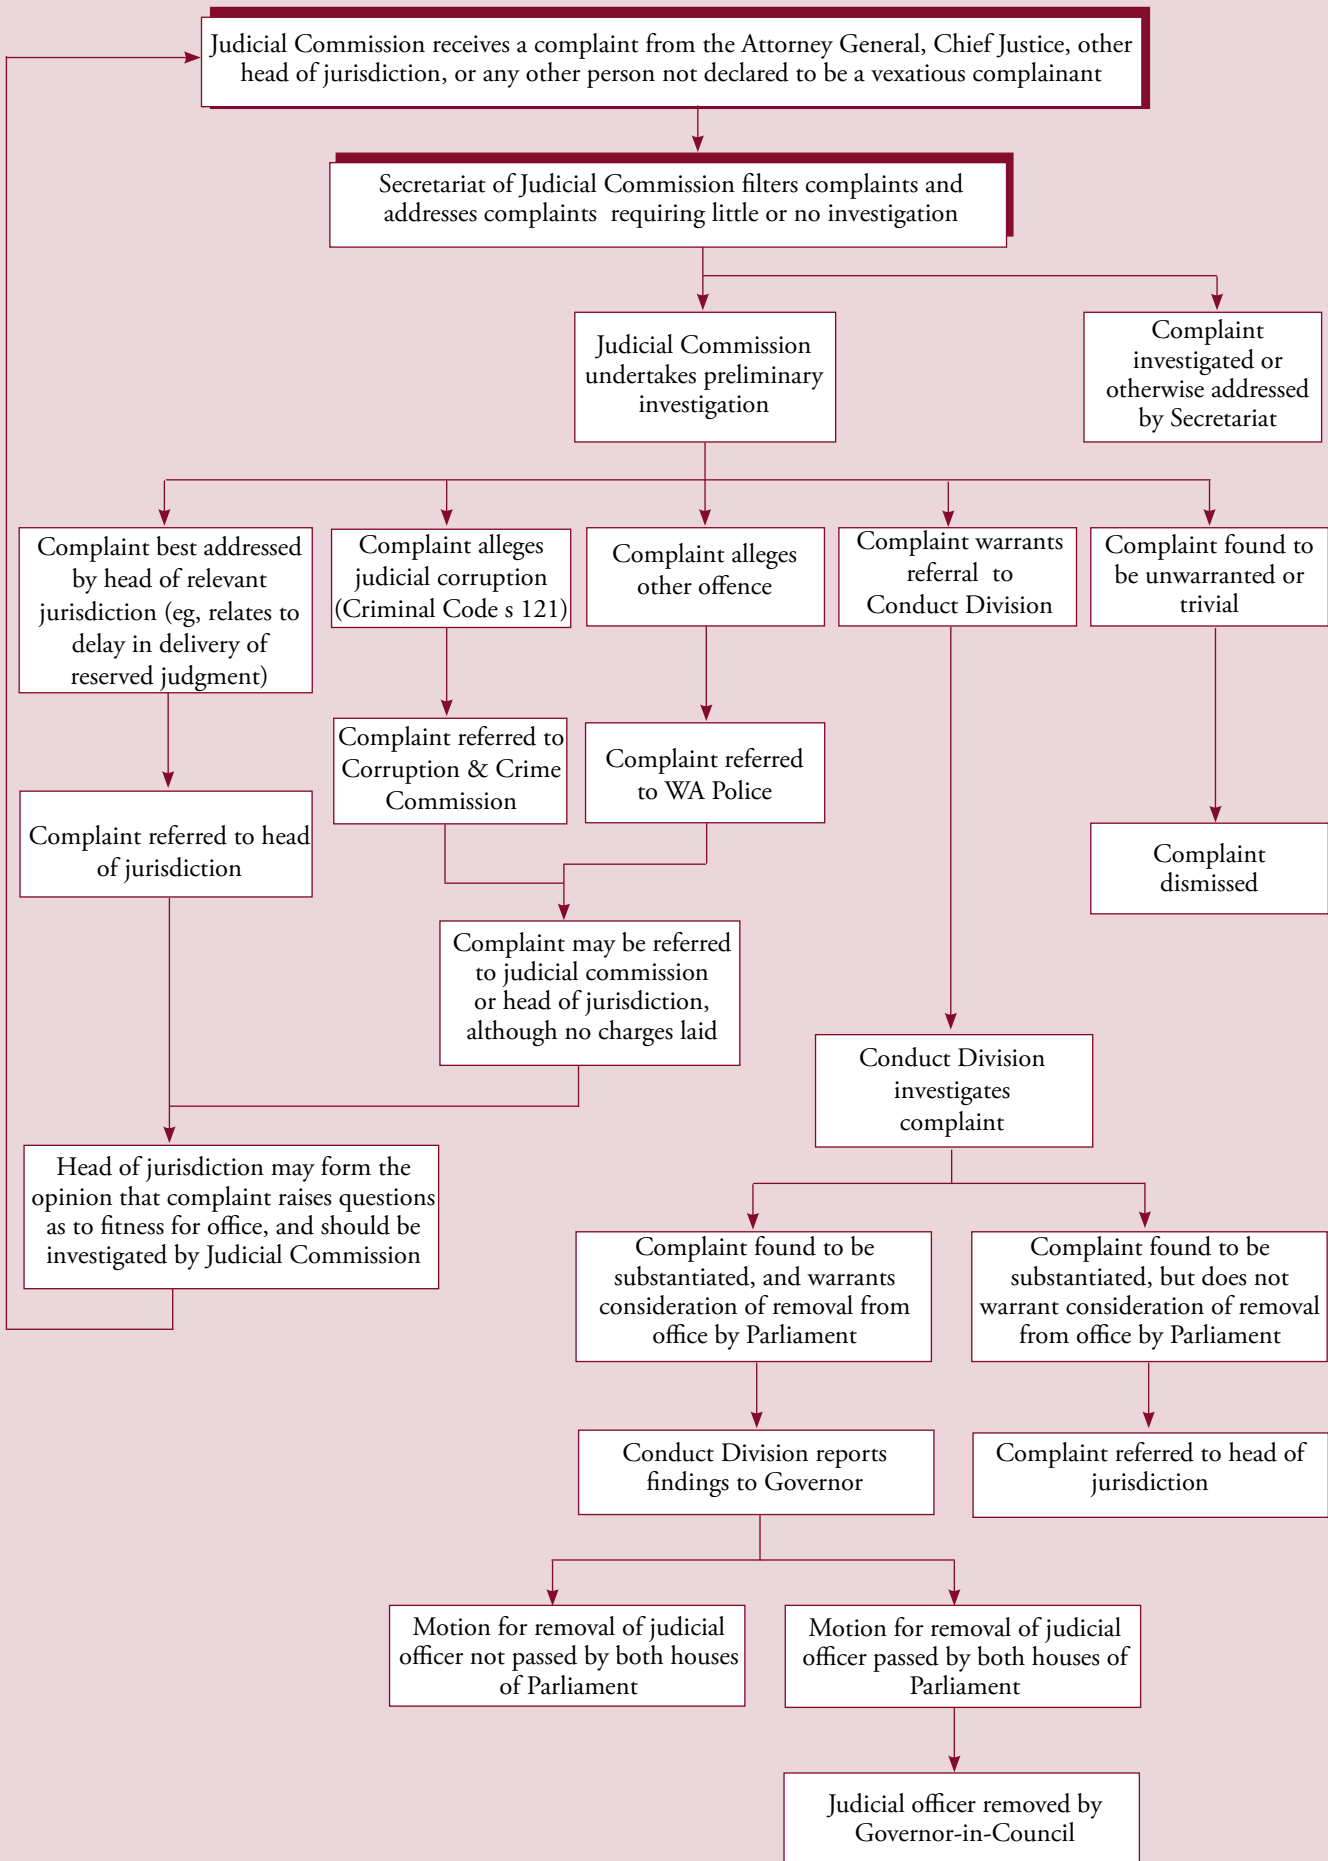 Judicial Commission receives a complaint from the Attorney General, Chief Justice, other
head of jurisdiction, or any other person not declared to be a vexatious complainant
Secretariat of Judicial Commission filters complaints and
addresses complaints requiring little or no investigation
Judicial Commission
undertakes preliminary
investigation
Complaint
investigated or
otherwise addressed
by Secretariat
Complaint best addressed
by head of relevant
jurisdiction (eg, relates to
delay in delivery of
reserved judgment)
Complaint alleges
judicial corruption
(Criminal Code s 121)
Complaint alleges
other offence
Complaint warrants
referral to
Conduct Division
Complaint found to
be unwarranted or
trivial
Complaint referred to
Corruption & Crime
Commission
Complaint referred
to WA Police
Complaint referred to head
of jurisdiction
Complaint
dismissed
Complaint may be referred
to judicial commission
or head of jurisdiction,
although no charges laid
Conduct Division
investigates
complaint
Head of jurisdiction may form the
opinion that complaint raises questions
as to fitness for office, and should be
investigated by Judicial Commission
Complaint found to be
substantiated, and warrants
consideration of removal from
office by Parliament
Complaint found to be
substantiated, but does not
warrant consideration of removal
from office by Parliament
Conduct Division reports
findings to Governor
Complaint referred to head of
jurisdiction
Motion for removal of judicial
officer not passed by both houses
of Parliament
Motion for removal of judicial
officer passed by both houses of
Parliament
Judicial officer removed by
Governor-in-Council